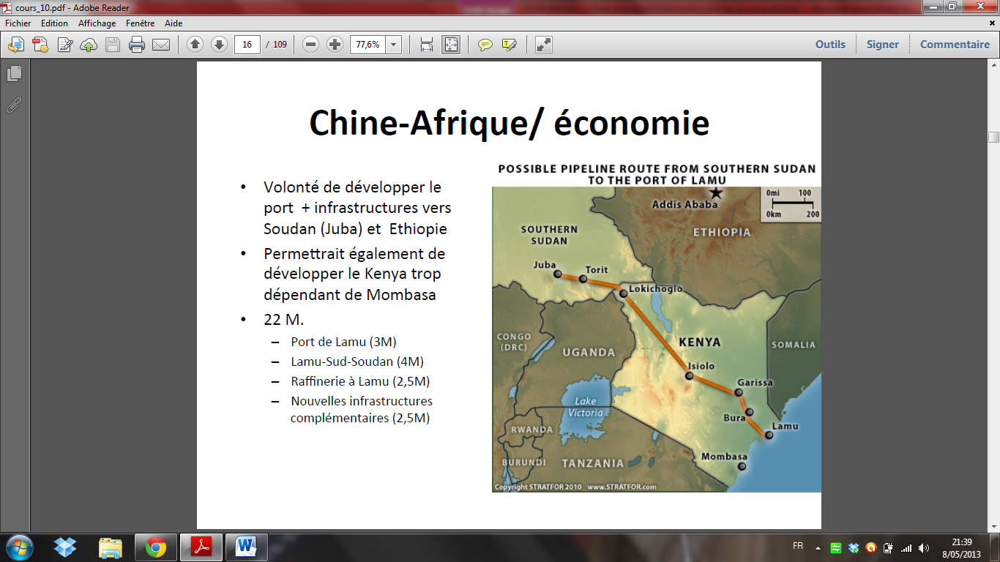 cours_10.pdf - Adobe Reader
Fichier Edition Affichage Fenêtre Aide
16 / 109 77,6% Outils Signer Commentaire
Chine-Afrique/ économie
• Volonté de développer le
port + infrastructures vers
Soudan (Juba) et Ethiopie
• Permettrait également de
développer le Kenya trop
dépendant de Mombasa
• 22 M.
– Port de Lamu (3M)
– Lamu-Sud-Soudan (4M)
– Raffinerie à Lamu (2,5M)
– Nouvelles infrastructures
complémentaires (2,5M)
POSSIBLE PIPELINE ROUTE FROM SOUTHERN SUDAN
TO THE PORT OF LAMU
0mi 100
0km 200
Addis Ababa
ETHIOPIA
SOUTHERN
SUDAN
Juba
Torit
Lokichogio
CONGO
(DRC)
UGANDA
KENYA
SOMALIA
Isiolo
Garissa
Lake
Victoria
Bura
Lamu
RWANDA
BURUNDI
TANZANIA
Mombasa
Copyright STRATFOR 2010 www.STRATFOR.com
FR
21:39
8/05/2013